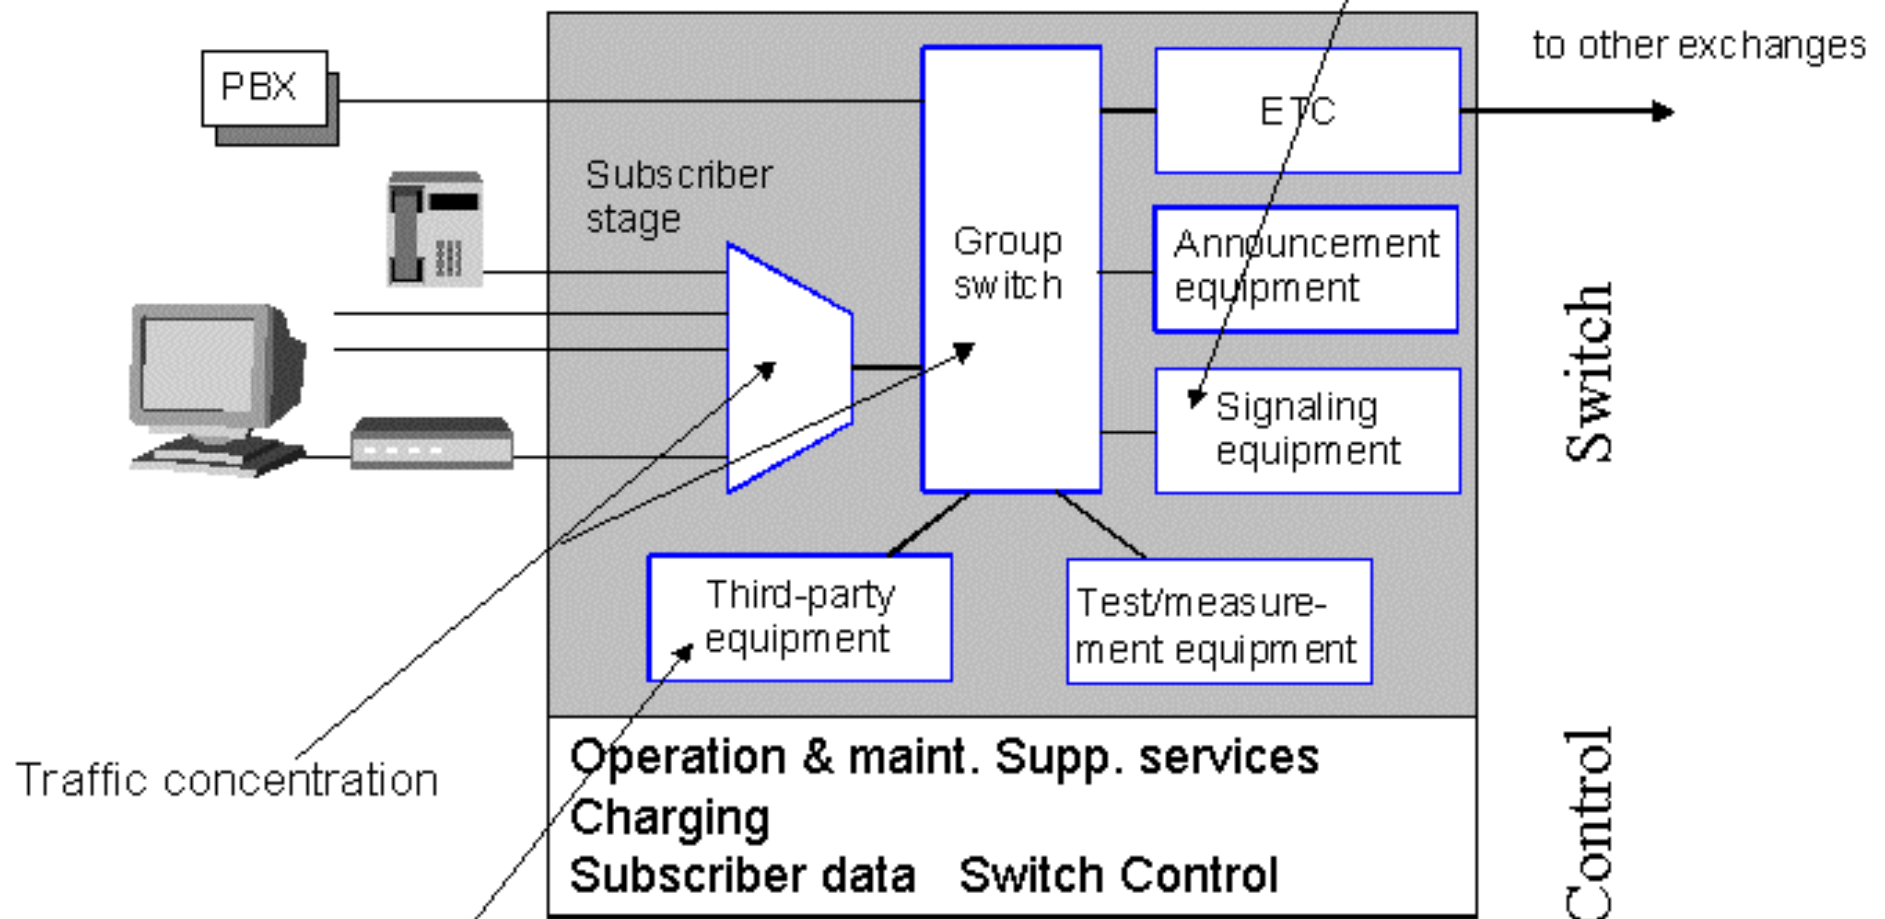 to other exchanges
PBX
ETC
Subscriber
stage
Group
switch
Announcement
equipment
Signaling
equipment
Switch
Third-party
equipment
Test/measure-
ment equipment
Traffic concentration
Operation & maint. Supp. services
Charging
Subscriber data Switch Control
Control